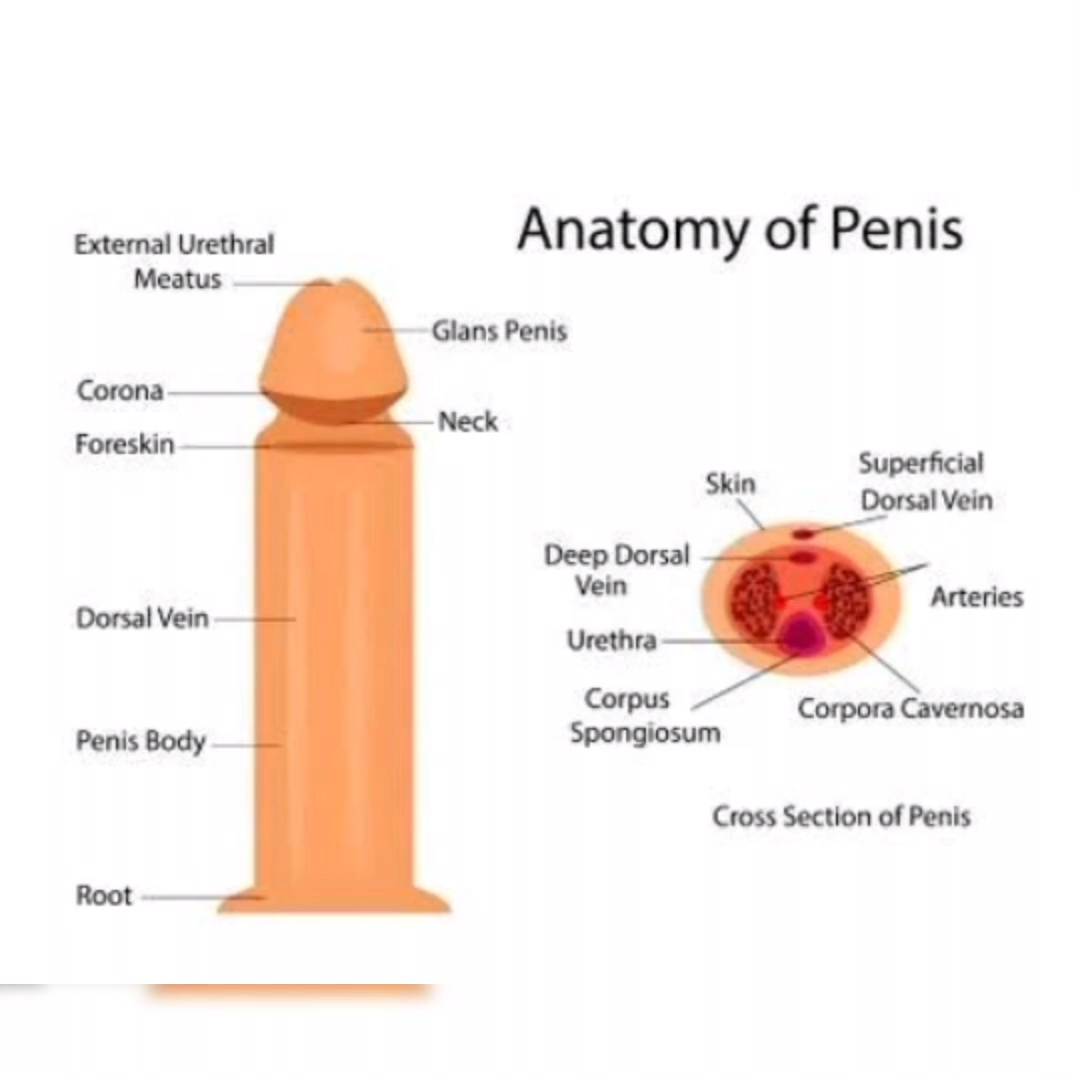 Anatomy of Penis
External Urethral
Meatus
Glans Penis
Corona
Neck
Foreskin
Dorsal Vein
Penis Body
Root
Skin
Superficial
Dorsal Vein
Deep Dorsal
Vein
Arteries
Urethra
Corpus
Spongiosum
Corpora Cavernosa
Cross Section of Penis